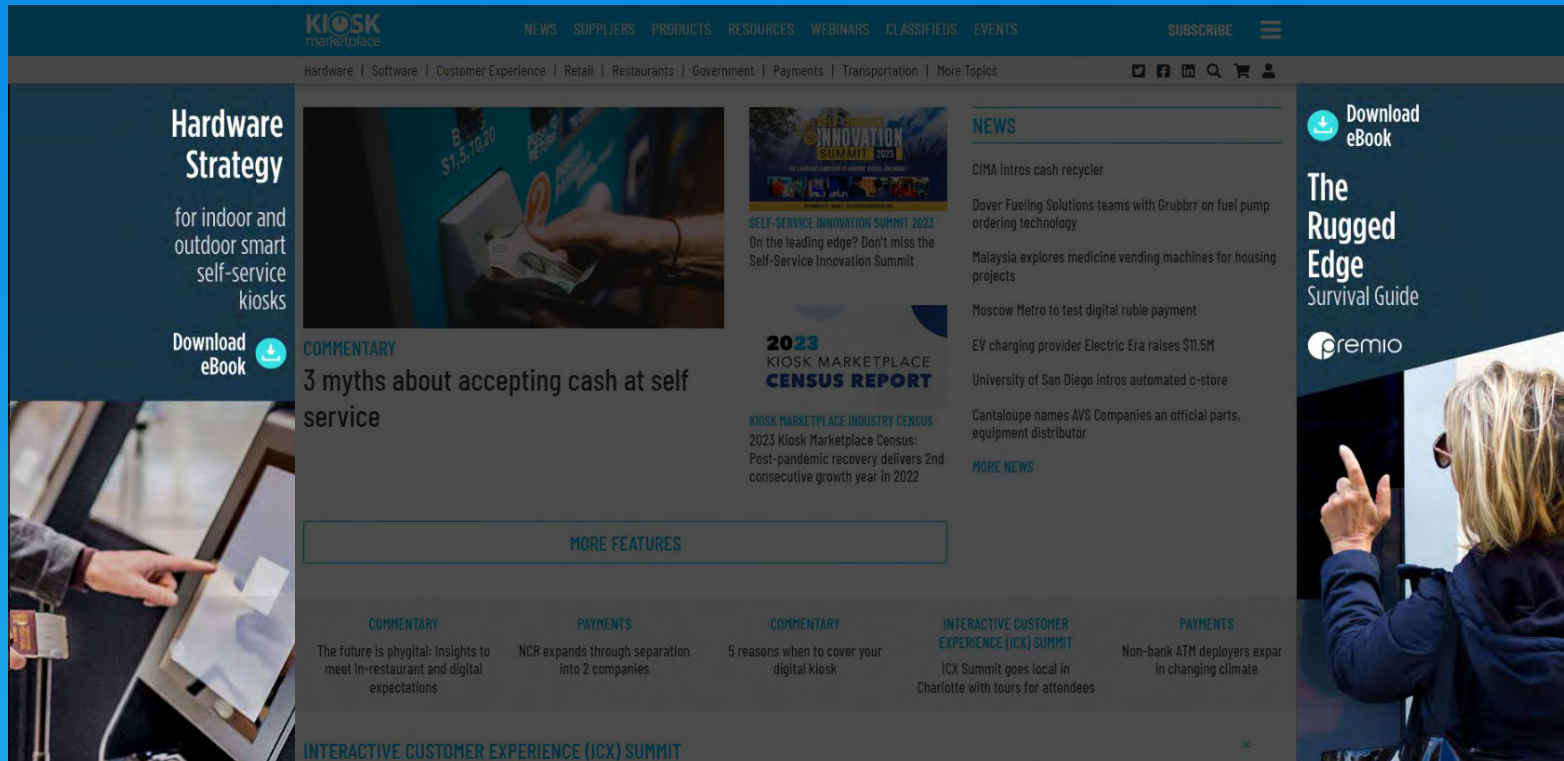 KIOSK
marketplace
NEWS SUPPLIERS PRODUCTS RESOURCES WEBINARS CLASSIFIEDS EVENTS
SUBSCRIBE
Hardware | Software | Customer Experience | Retail | Restaurants | Government | Payments | Transportation | More Topics
Hardware
Strategy
for indoor and
outdoor smart
self-service
kiosks
Download
eBook
BILLS
$1,5,10,20
COMMENTARY
3 myths about accepting cash at self
service
SELF-SERVICE
INNOVATION
SUMMIT 2023
SELF-SERVICE INNOVATION SUMMIT 2023
On the leading edge? Don't miss the
Self-Service Innovation Summit
2023
KIOSK MARKETPLACE
CENSUS REPORT
KIOSK MARKETPLACE INDUSTRY CENSUS
2023 Kiosk Marketplace Census:
Post-pandemic recovery delivers 2nd
consecutive growth year in 2022
NEWS
CIMA intros cash recycler
Dover Fueling Solutions teams with Grubbrr on fuel pump
ordering technology
Malaysia explores medicine vending machines for housing
projects
Moscow Metro to test digital ruble payment
EV charging provider Electric Era raises $11.5M
University of San Diego intros automated c-store
Cantaloupe names AVS Companies an official parts,
equipment distributor
MORE NEWS
Download
eBook
The
Rugged
Edge
Survival Guide
premio
MORE FEATURES
COMMENTARY
The future is phygital: Insights to
meet in-restaurant and digital
expectations
PAYMENTS
NCR expands through separation
into 2 companies
COMMENTARY
5 reasons when to cover your
digital kiosk
INTERACTIVE CUSTOMER
EXPERIENCE (ICX) SUMMIT
ICX Summit goes local in
Charlotte with tours for attendees
PAYMENTS
Non-bank ATM deployers expan
in changing climate
INTERACTIVE CUSTOMER EXPERIENCE (ICX) SUMMIT